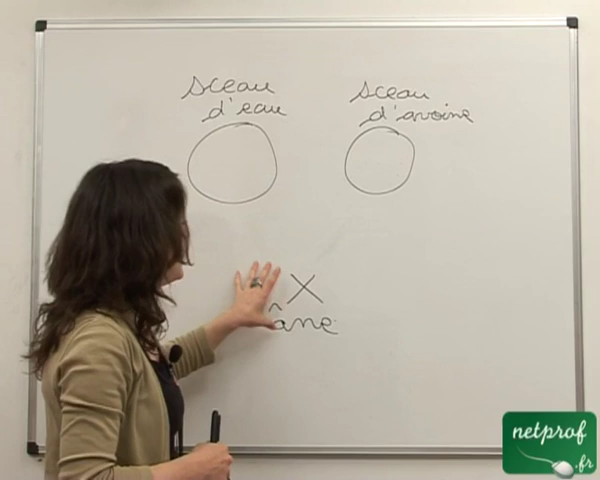 sceau
d'eau
sceau
d'avoine
X
âne
netprof
.fr